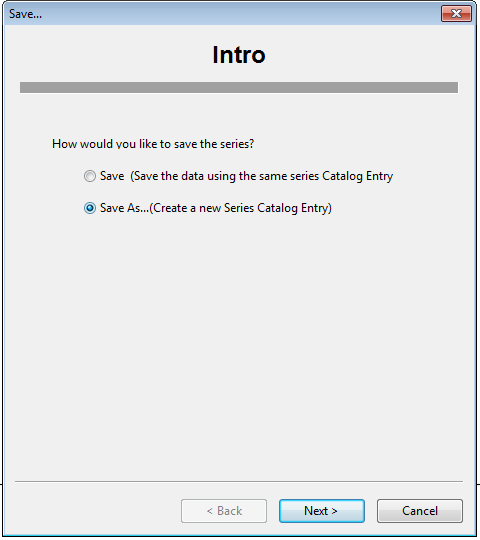 Save...
Intro
How would you like to save the series?
Save  (Save the data using the same series Catalog Entry
Save As...(Create a new Series Catalog Entry)
< Back
Next >
Cancel